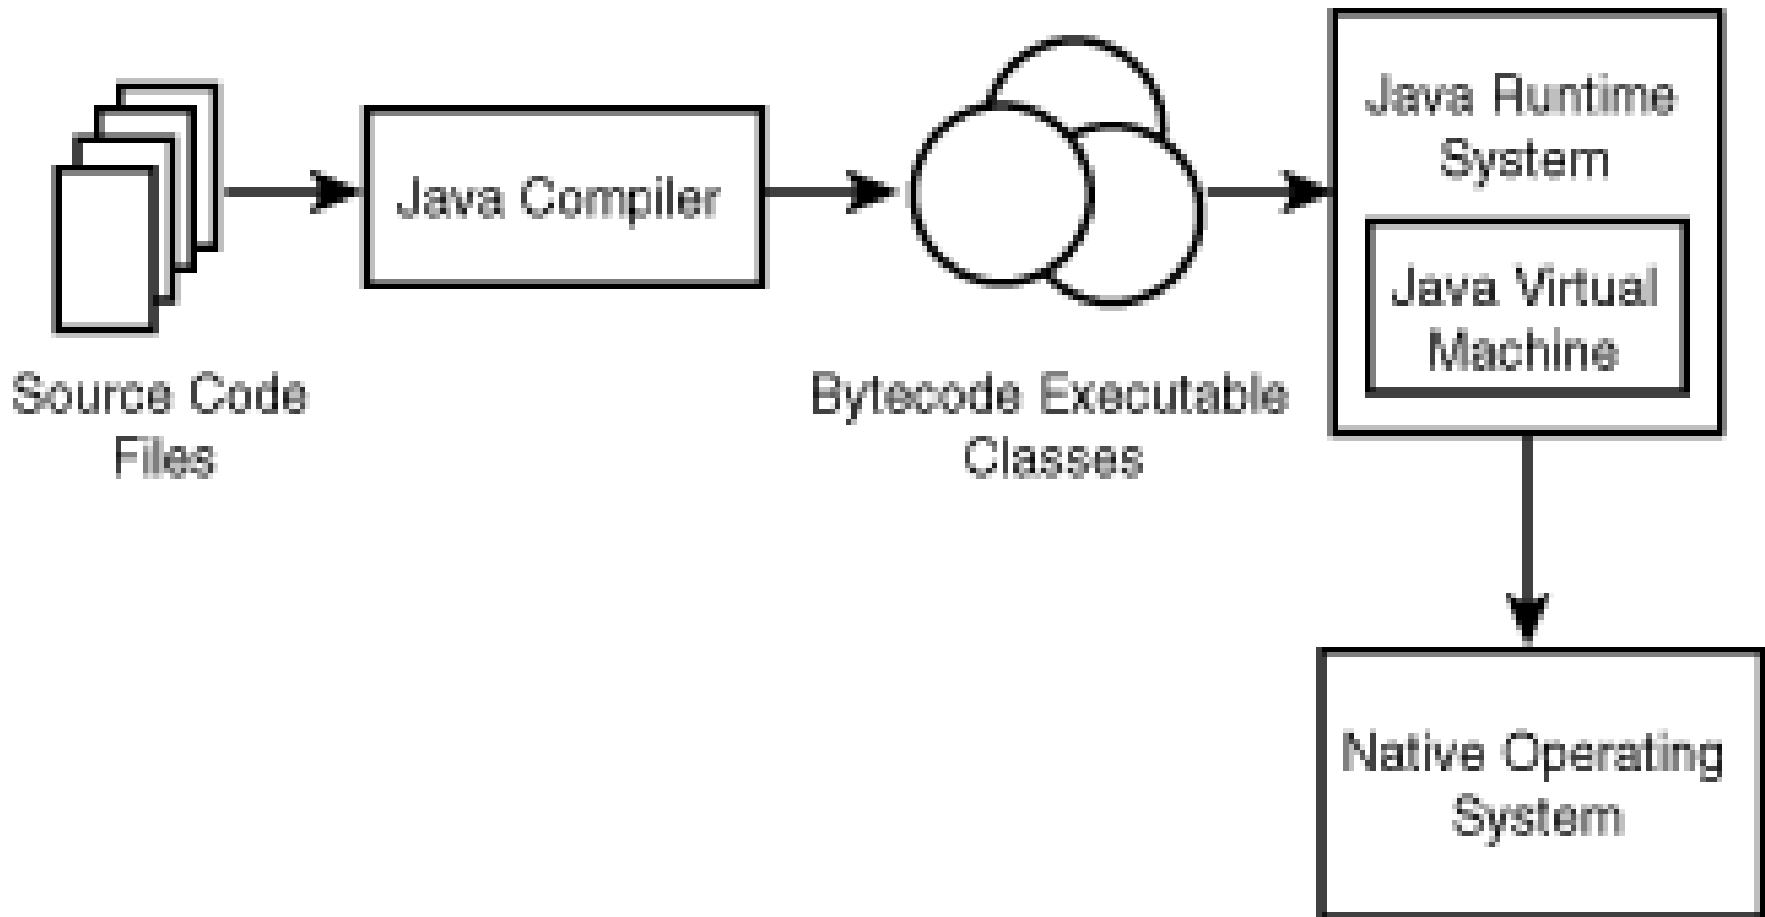 Java Compiler
Source Code
Files
Bytecode Executable
Classes
Java Runtime
System
Java Virtual
Machine
Native Operating
System